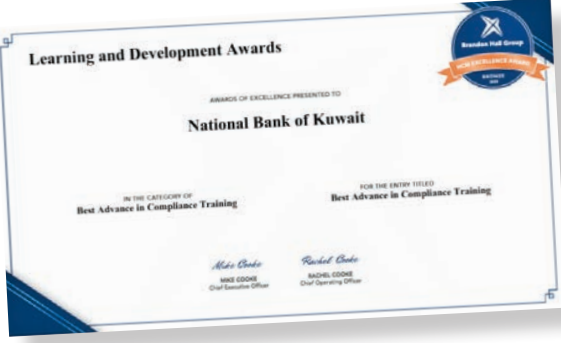 Learning and Development Awards
Brandon Hall Group
HCM EXCELLENCE AWARD
BRONZE
AWARDS OF EXCELLENCE PRESENTED TO
National Bank of Kuwait
IN THE CATEGORY OF
Best Advance in Compliance Training
FOR THE ENTRY TITLED
Best Advance in Compliance Training
Mike Cooke
MIKE COOKE
Chief Executive Officer
Rachel Cooke
RACHEL COOKE
Chief Operating Officer